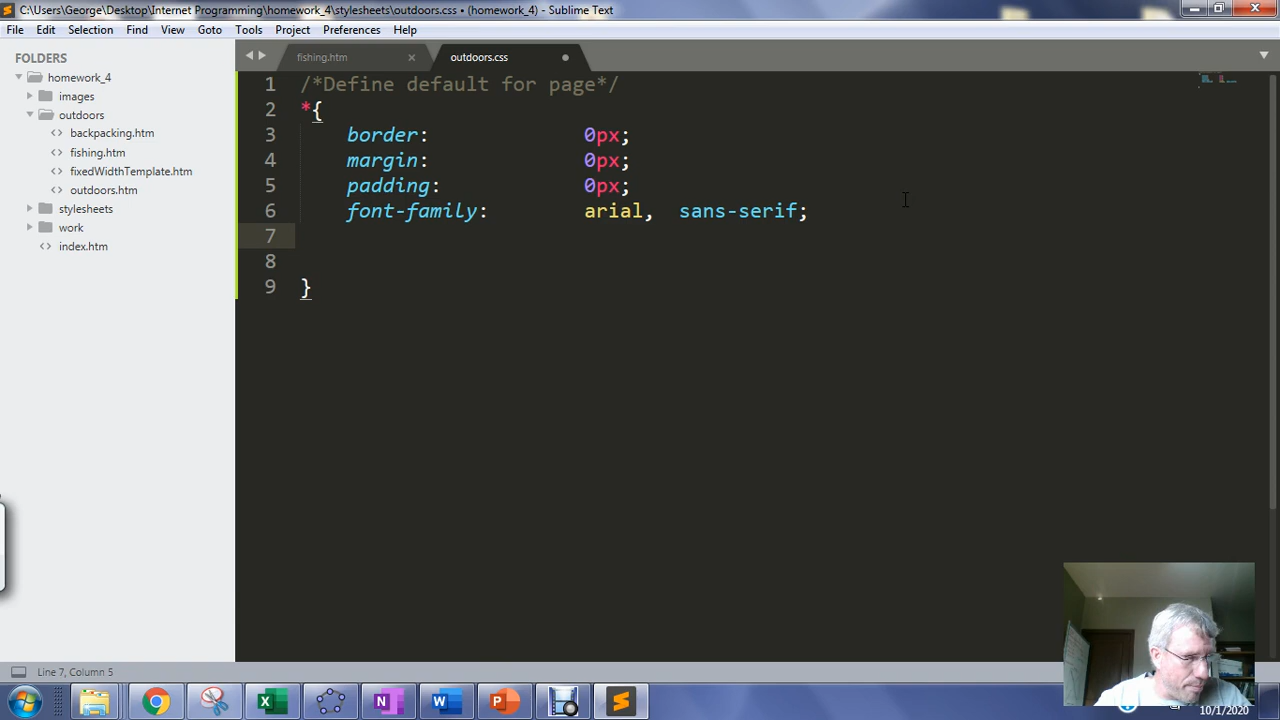 C:\Users\George\Desktop\Internet Programming\homework_4\stylesheets\outdoors.css • (homework_4) - Sublime Text
File Edit Selection Find View Goto Tools Project Preferences Help
FOLDERS
homework_4
images
outdoors
backpacking.htm
fishing.htm
fixedWidthTemplate.htm
outdoors.htm
stylesheets
work
index.htm
fishing.htm
outdoors.css
1 /*Define default for page*/
2 *{
3 border: 0px;
4 margin: 0px;
5 padding: 0px;
6 font-family: arial, sans-serif;
7
8
9 }
Line 7, Column 5
10/1/2020